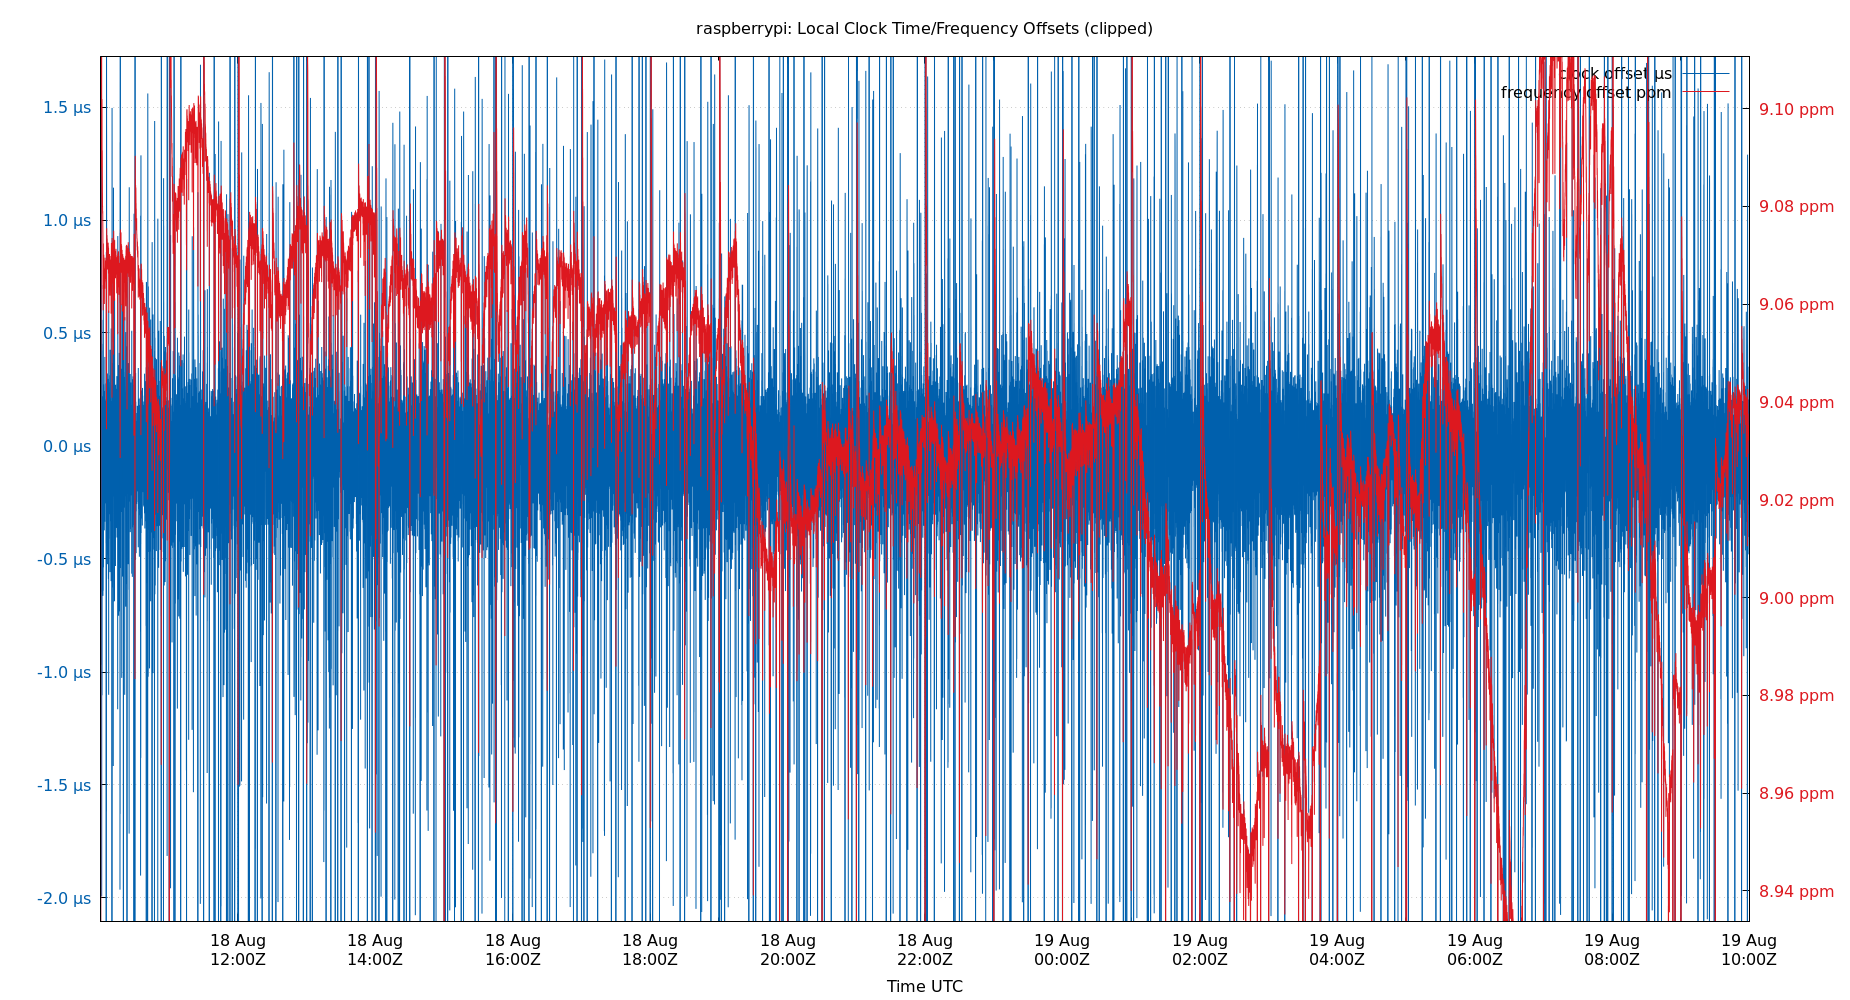 raspberrypi: Local Clock Time/Frequency Offsets (clipped)
clock offset µs
frequency offset ppm
1.5 µs
1.0 µs
0.5 µs
0.0 µs
-0.5 µs
-1.0 µs
-1.5 µs
-2.0 µs
9.10 ppm
9.08 ppm
9.06 ppm
9.04 ppm
9.02 ppm
9.00 ppm
8.98 ppm
8.96 ppm
8.94 ppm
18 Aug 18 Aug 18 Aug 18 Aug 18 Aug 18 Aug 19 Aug 19 Aug 19 Aug 19 Aug 19 Aug 19 Aug
12:00Z 14:00Z 16:00Z 18:00Z 20:00Z 22:00Z 00:00Z 02:00Z 04:00Z 06:00Z 08:00Z 10:00Z
Time UTC